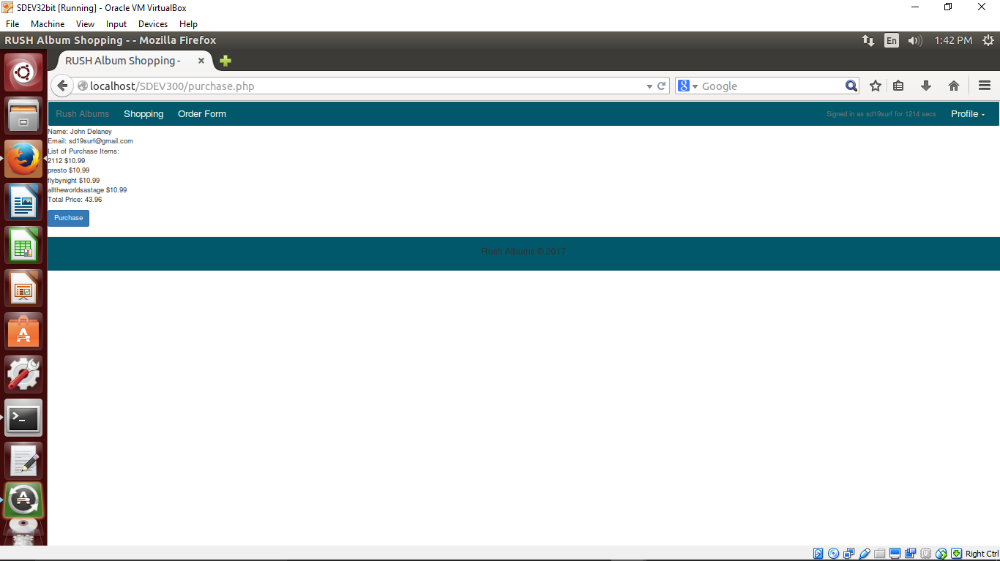 SDEV32bit [Running] - Oracle VM VirtualBox
File Machine View Input Devices Help
RUSH Album Shopping - - Mozilla Firefox En 1:42 PM
RUSH Album Shopping -
localhost/SDEV300/purchase.php Google
Rush Albums Shopping Order Form Signed in as sd19surf for 1214 secs Profile
Name: John Delaney
Email: sd19surf@gmail.com
List of Purchase Items:
2112 $10.99
presto $10.99
flybynight $10.99
alltheworldsastage $10.99
Total Price: 43.96
Purchase
Rush Albums © 2017
Right Ctrl